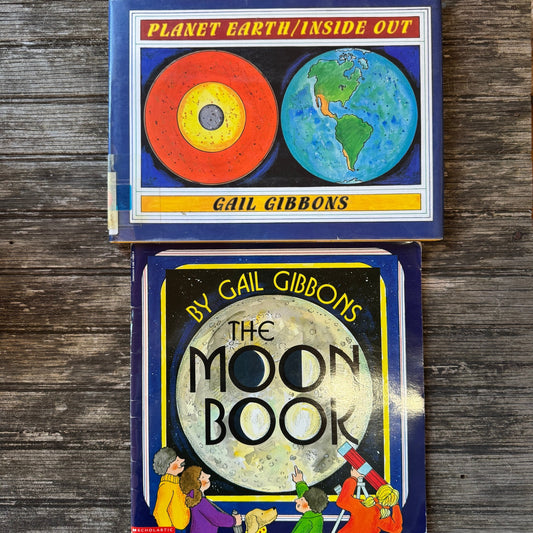 PLANET EARTH/INSIDE OUT
GAIL GIBBONS
BY GAIL GIBBONS
THE
MOON
BOOK
SCHOLASTIC